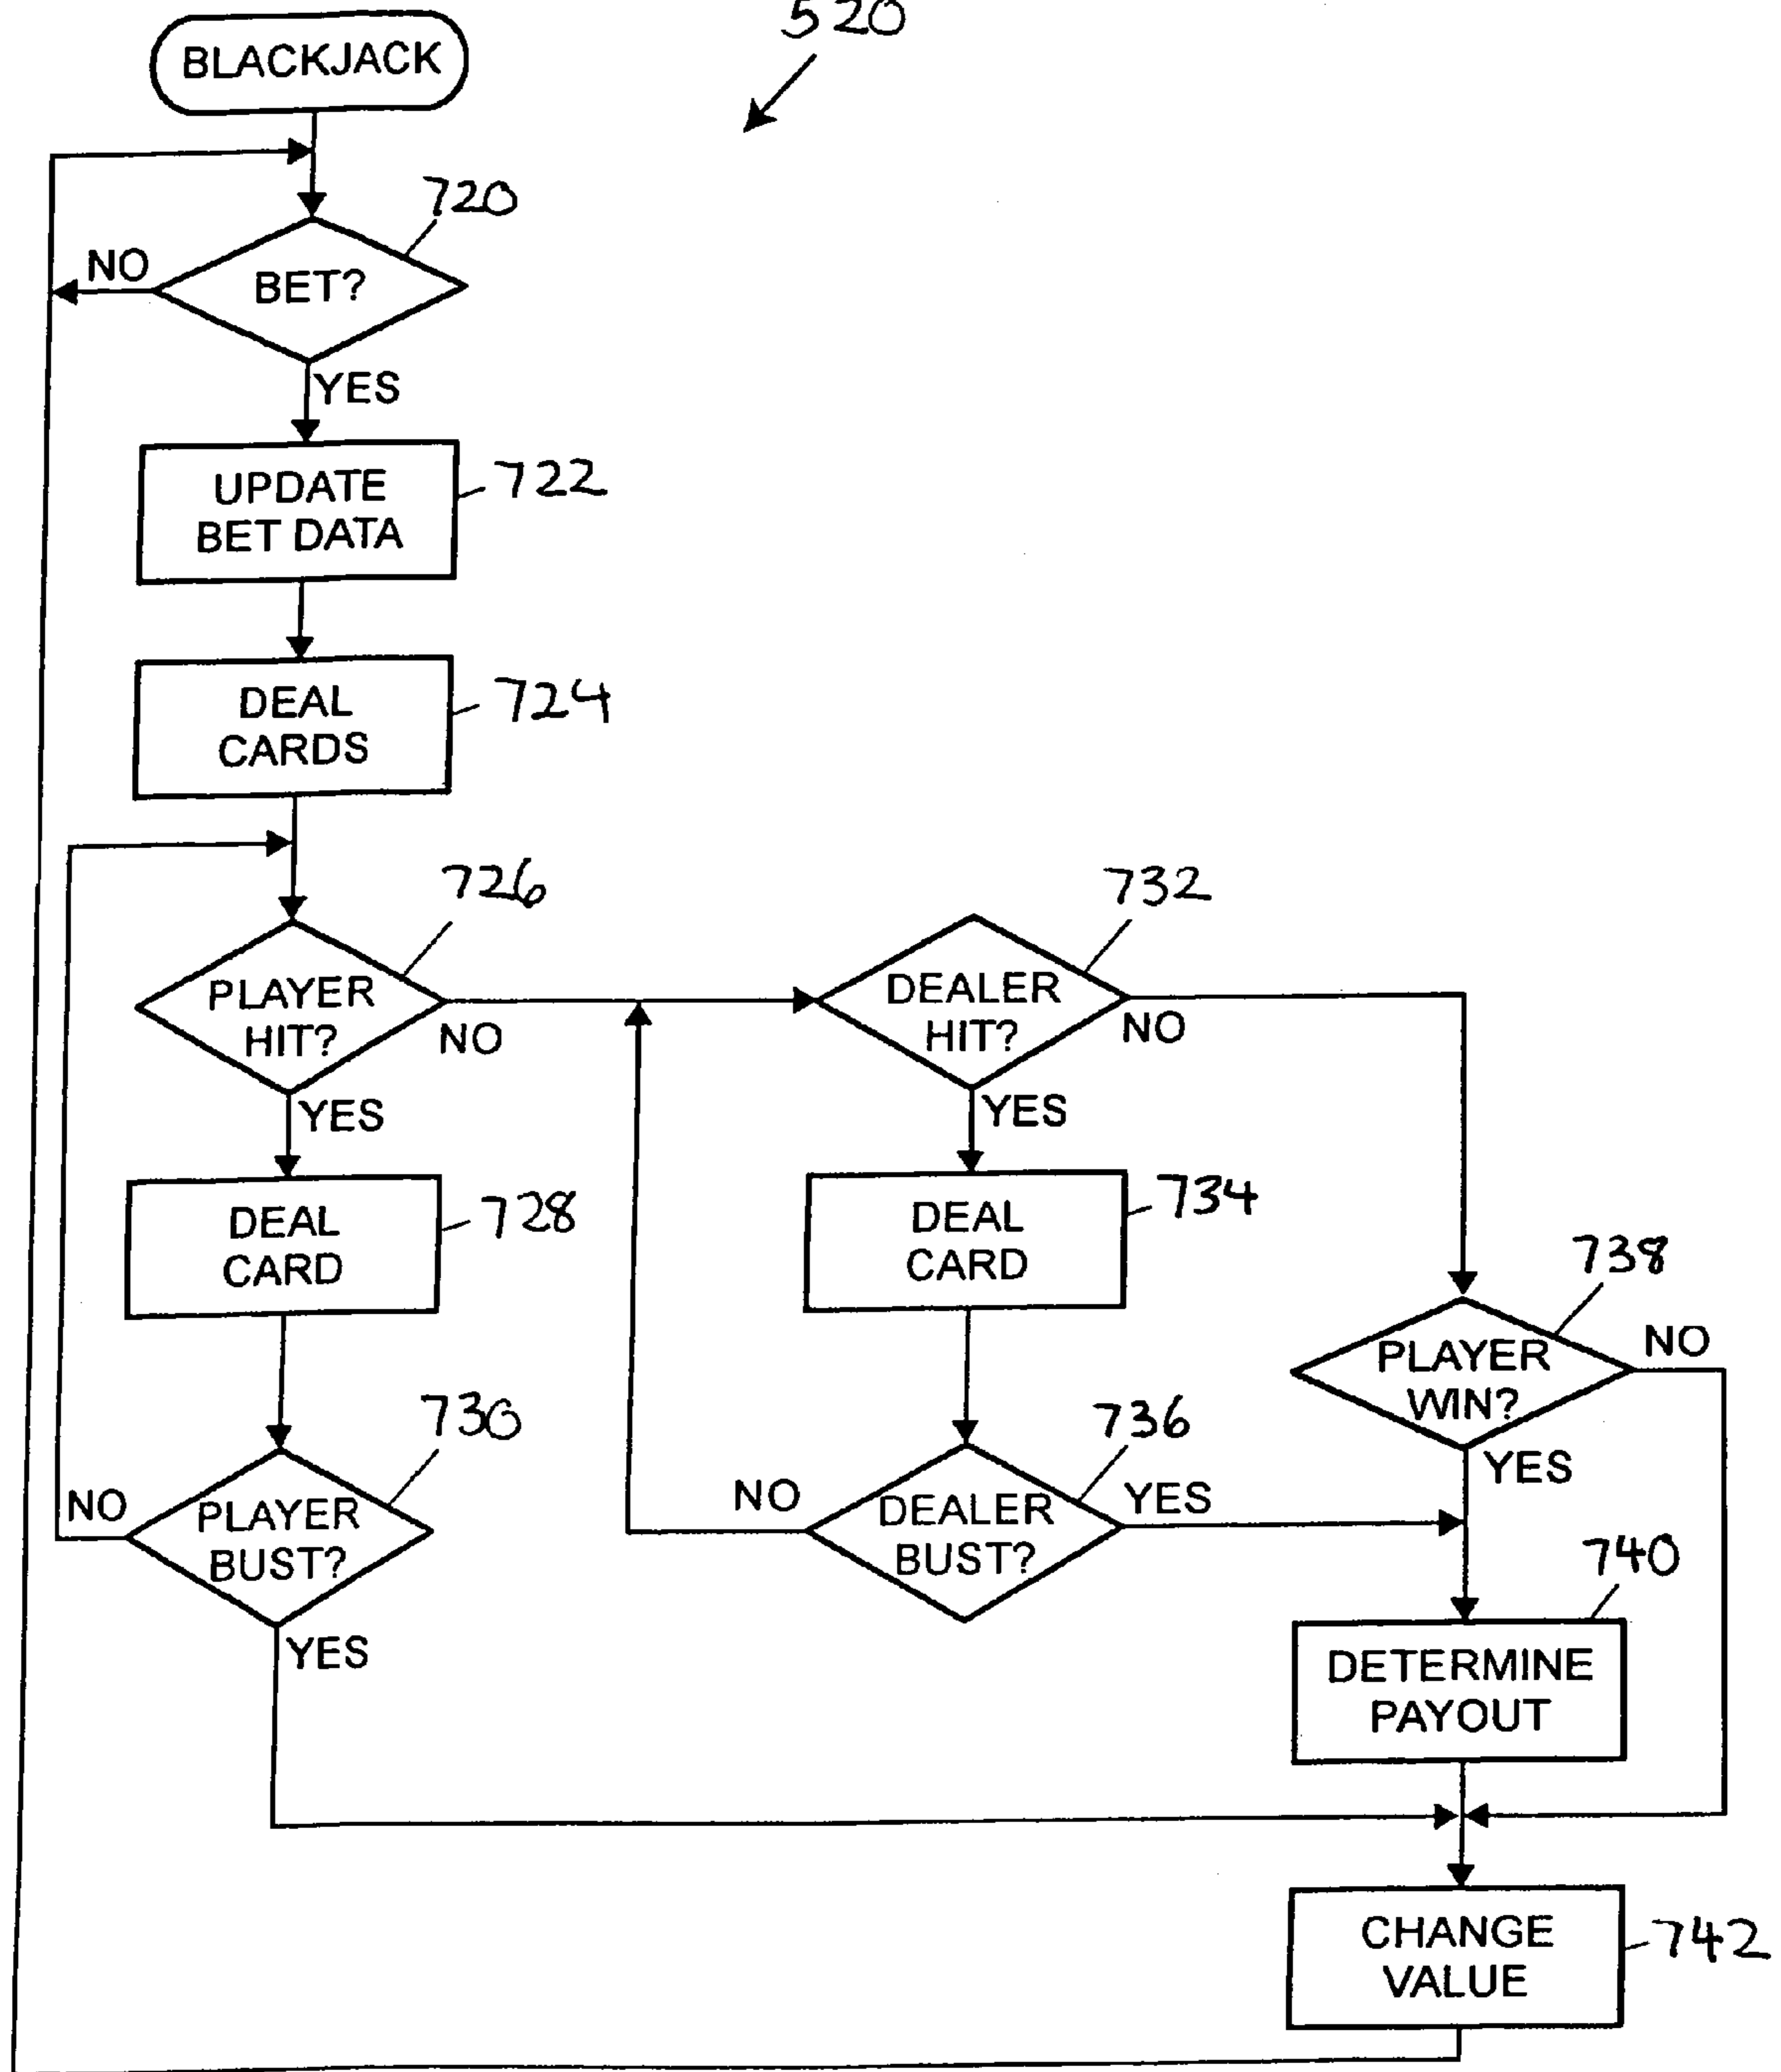 520
BLACKJACK
720
NO
BET?
YES
UPDATE
BET DATA
722
DEAL
CARDS
724
726
732
PLAYER
HIT?
NO
YES
DEALER
HIT?
NO
YES
DEAL
CARD
728
DEAL
CARD
734
738
PLAYER
WIN?
NO
YES
730
NO
PLAYER
BUST?
YES
736
NO
DEALER
BUST?
YES
740
DETERMINE
PAYOUT
CHANGE
VALUE
742